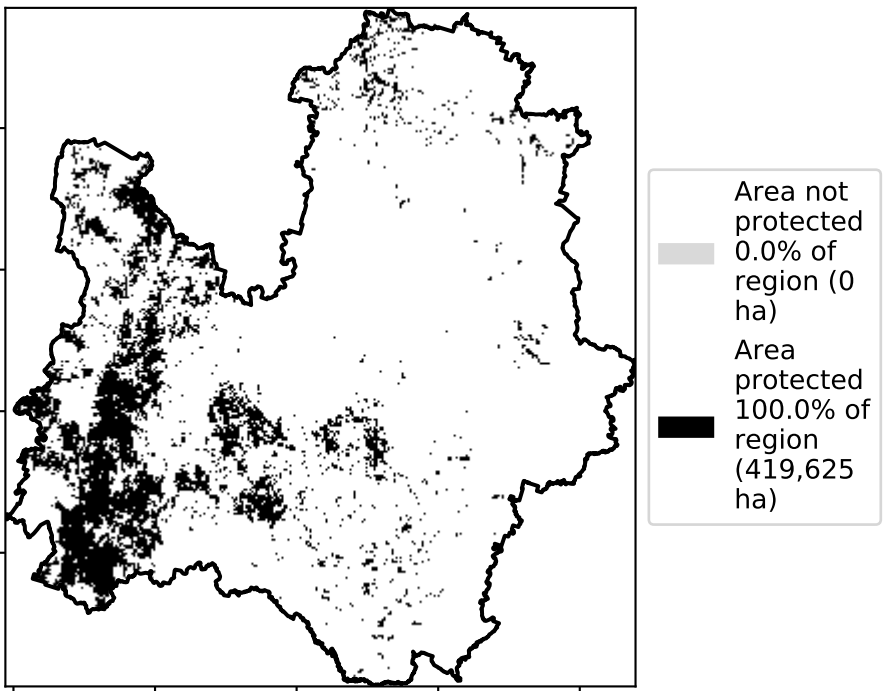 Area not
protected
0.0% of
region (0
ha)
Area
protected
100.0% of
region
(419,625
ha)